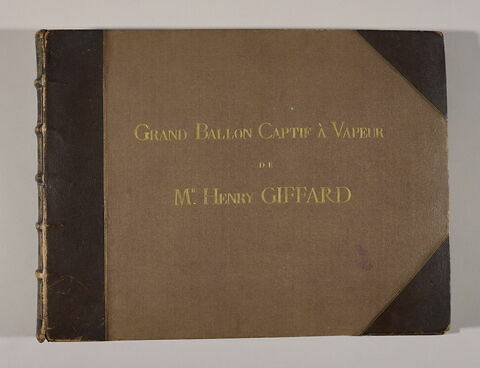 GRAND BALLON CAPTIF À VAPEUR
DE
MR. HENRY GIFFARD